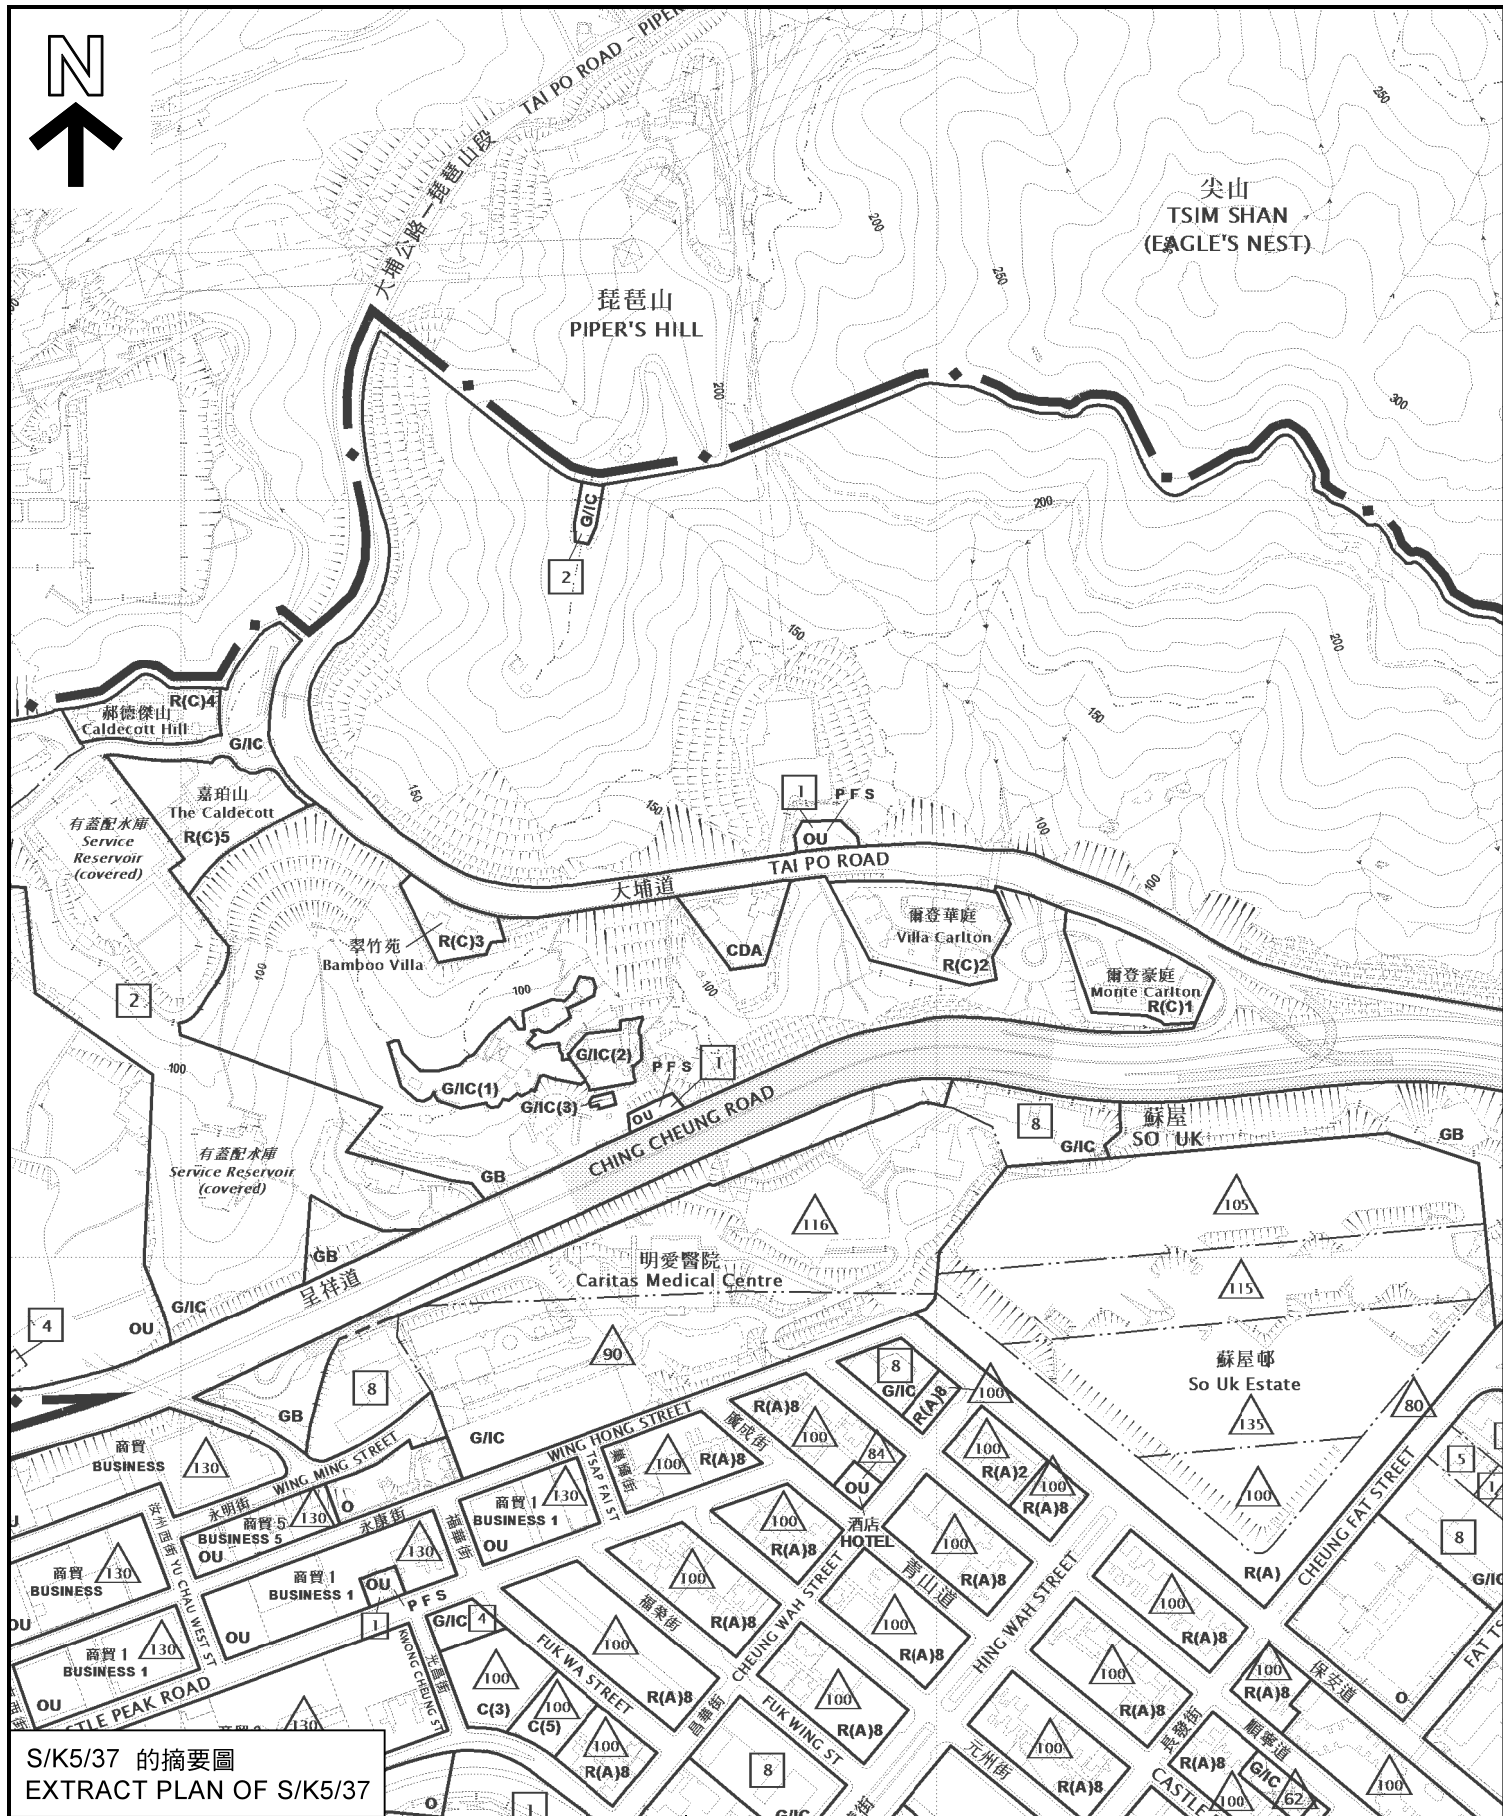 N
TAI PO ROAD - PIPER
大埔公路－琵琶山段
尖山
TSIM SHAN
(EAGLE'S NEST)
250
200
250
琵琶山
PIPER'S HILL
200
300
G/IC
200
2
150
200
R(C)4
郝德傑山
Caldecott Hill
G/IC
150
嘉珀山
The Caldecott
R(C)5
150
150
1
P F S
OU
100
有蓋配水庫
Service
Reservoir
(covered)
TAI PO ROAD
大埔道
100
翠竹苑
Bamboo Villa
R(C)3
CDA
爾登華庭
Villa Carlton
R(C)2
爾登豪庭
Monte Carlton
R(C)1
100
100
100
2
G/IC(2)
P F S
1
100
G/IC(1)
G/IC(3)
OU
CHING CHEUNG ROAD
8
G/IC
蘇屋
SO UK
GB
有蓋配水庫
Service Reservoir
(covered)
GB
105
116
GB
明愛醫院
Caritas Medical Centre
呈祥道
115
G/IC
OU
4
90
8
GB
8
G/IC
R(A)8
100
蘇屋邨
So Uk Estate
80
135
商貿
BUSINESS
130
WING MING STREET
G/IC
WING HONG STREET
R(A)8
100
廣成街
84
OU
100
R(A)2
100
R(A)8
5
100
R(A)8
TSAP FAI ST
永明街
O
商貿 5
BUSINESS 5
OU
130
永康街
商貿 1
BUSINESS 1
130
OU
福華街
100
R(A)8
酒店
HOTEL
100
R(A)8
100
CHEUNG FAT STREET
8
G/IC
安州西街 YU CHAU WEST ST
商貿
BUSINESS
130
130
商貿 1
BUSINESS 1
OU
P F S
1
G/IC
4
100
R(A)8
福榮街
CHEUNG WAH STREET
青山道
100
R(A)8
HING WAH STREET
R(A)
100
R(A)8
OU
商貿 1
BUSINESS 1
130
OU
KWONG CHEUNG ST
光昌街
100
C(3)
FUK WA STREET
100
R(A)8
100
R(A)8
100
R(A)8
100
R(A)8
保安道
O
FAT TS
STLE PEAK ROAD
130
100
C(5)
100
R(A)8
昌華街
FUK WING ST
8
元州街
100
R(A)8
長發街
R(A)8
順寧道
G/IC
62
100
100
CASTLE
O
1
G/IC
S/K5/37 的摘要圖
EXTRACT PLAN OF S/K5/37